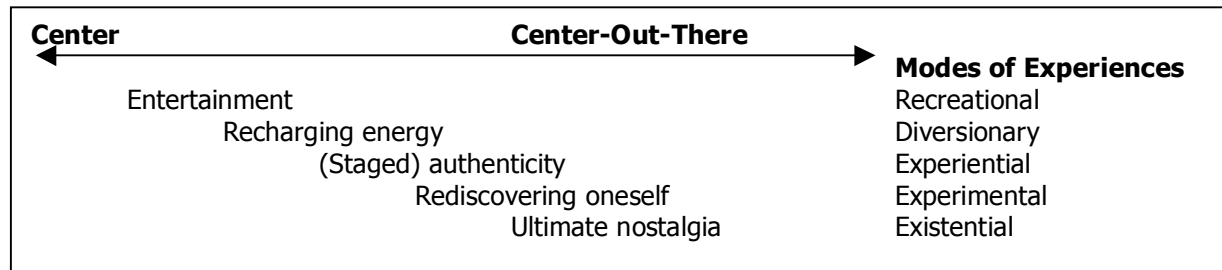 Center Center-Out-There
Modes of Experiences
Entertainment Recreational
Recharging energy Diversionary
(Staged) authenticity Experiential
Rediscovering oneself Experimental
Ultimate nostalgia Existential